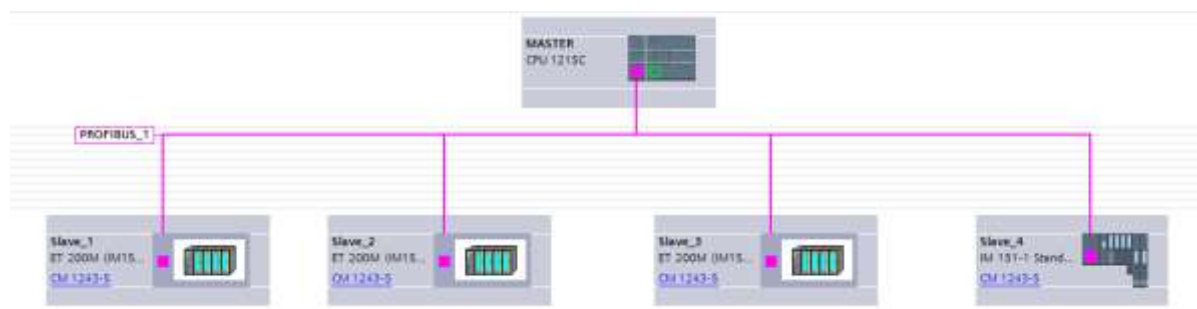 MASTER
CPU 1215C
PROFIBUS_1
Slave_1
ET 200M (IM15...
CM 1243-5
Slave_2
ET 200M (IM15...
CM 1243-5
Slave_3
ET 200M (IM15...
CM 1243-5
Slave_4
IM 151-1 Stand...
CM 1243-5